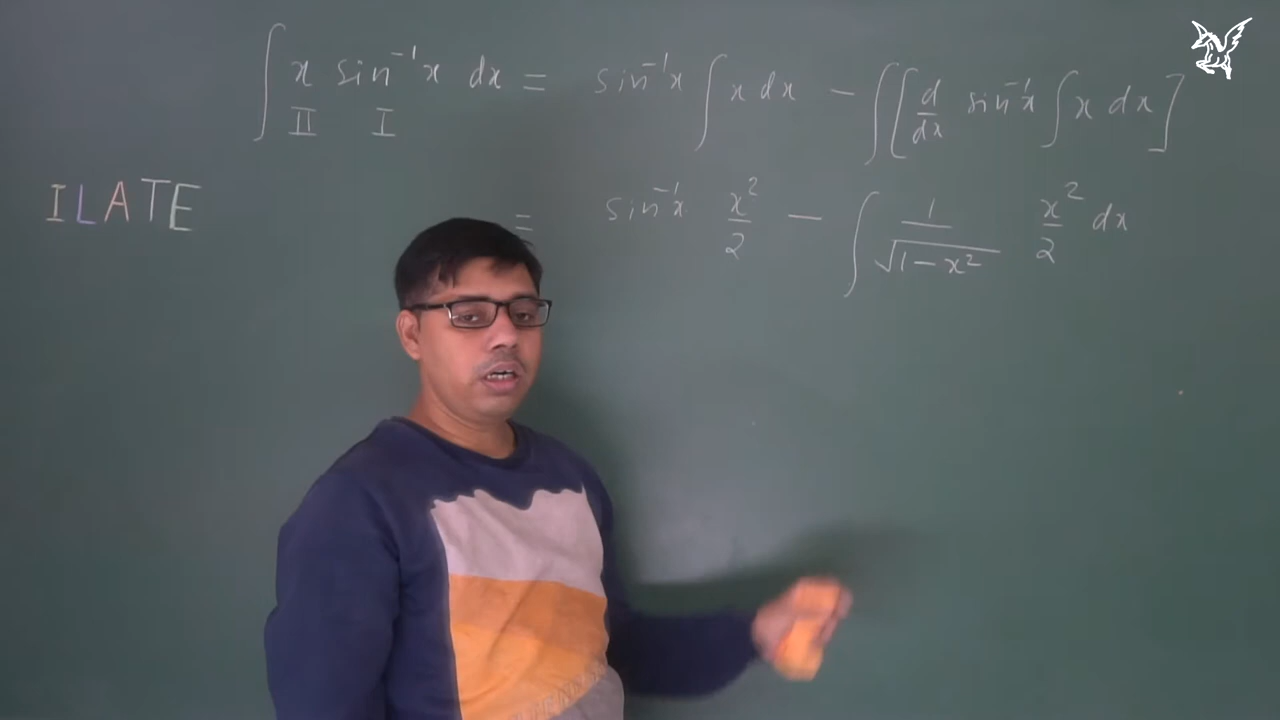 ∫ x sin⁻¹x dx = sin⁻¹x ∫ x dx − ∫ [ d/dx sin⁻¹x ∫ x dx ]
II I
ILATE
= sin⁻¹x x²/2 − ∫ 1/√(1−x²) x²/2 dx